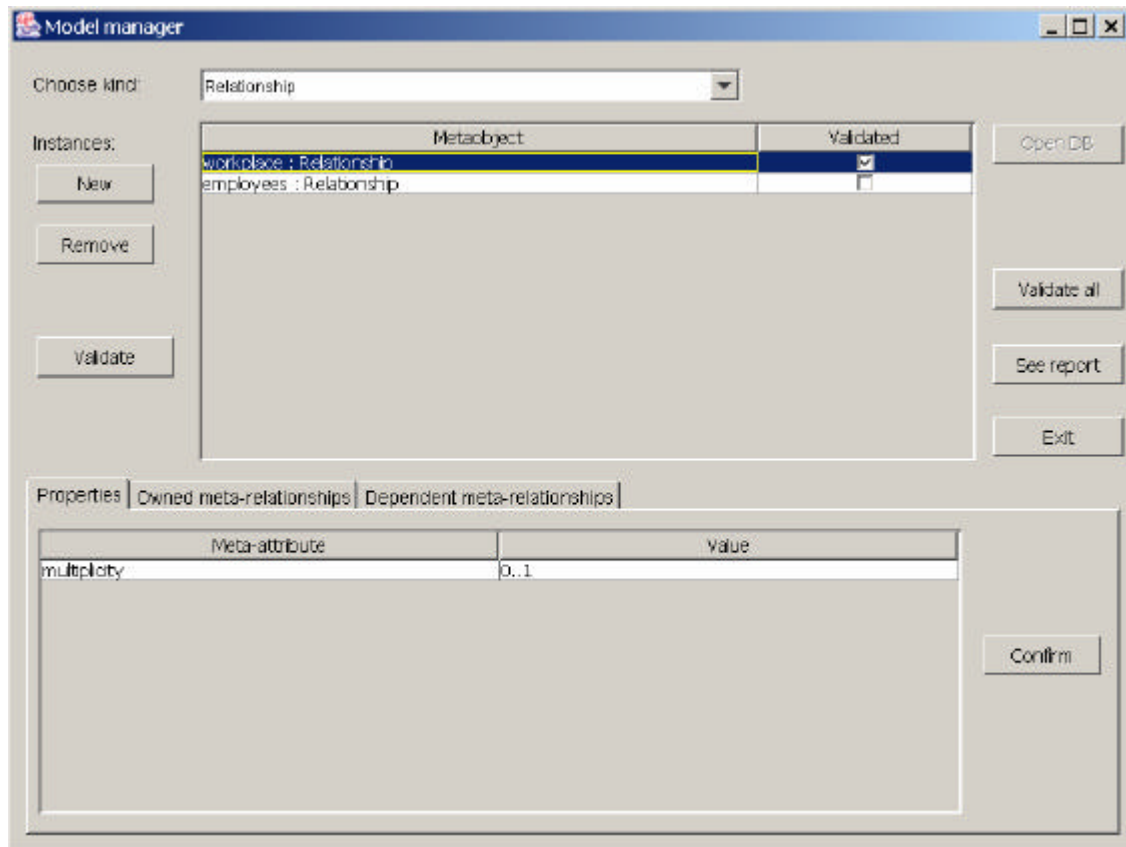 Model manager
Choose kind:
Relationship
Instances:
Metaobject
Validated
Open DB
workplace : Relationship
employees : Relationship
New
Remove
Validate all
Validate
See report
Exit
Properties
Owned meta-relationships
Dependent meta-relationships
Meta-attribute
Value
multiplicity
0..1
Confirm